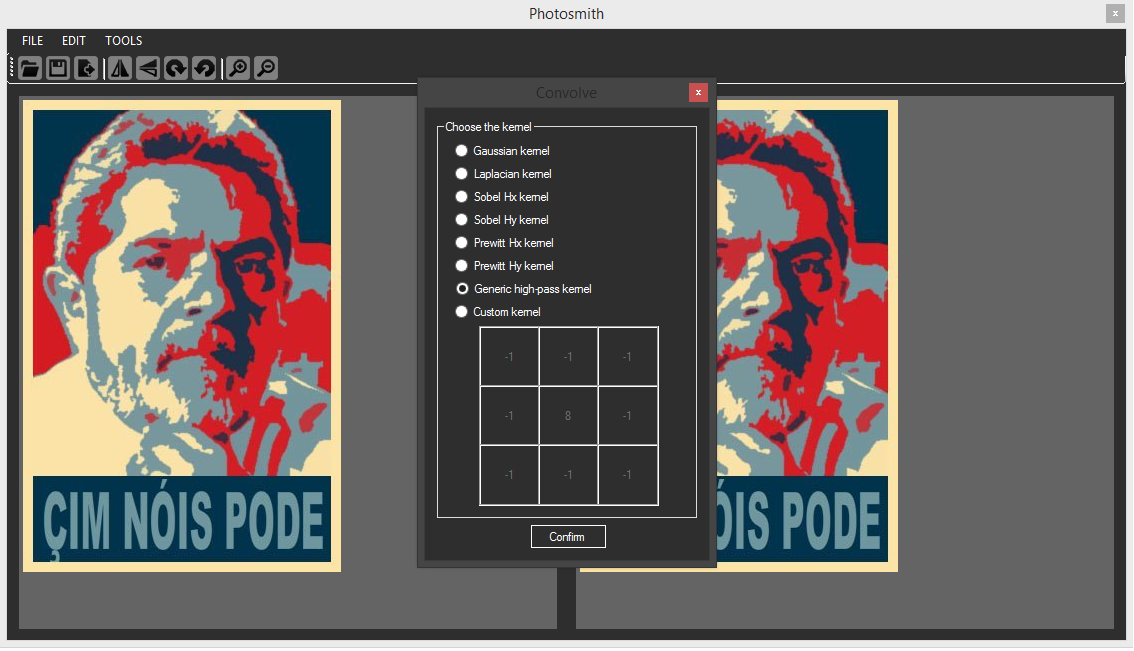 Photosmith
x
FILE EDIT TOOLS
Convolve
x
Choose the kernel
Gaussian kernel
Laplacian kernel
Sobel Hx kernel
Sobel Hy kernel
Prewitt Hx kernel
Prewitt Hy kernel
Generic high-pass kernel
Custom kernel
-1 -1 -1
-1 8 -1
-1 -1 -1
Confirm
ÇIM NÓIS PODE
ÓIS PODE